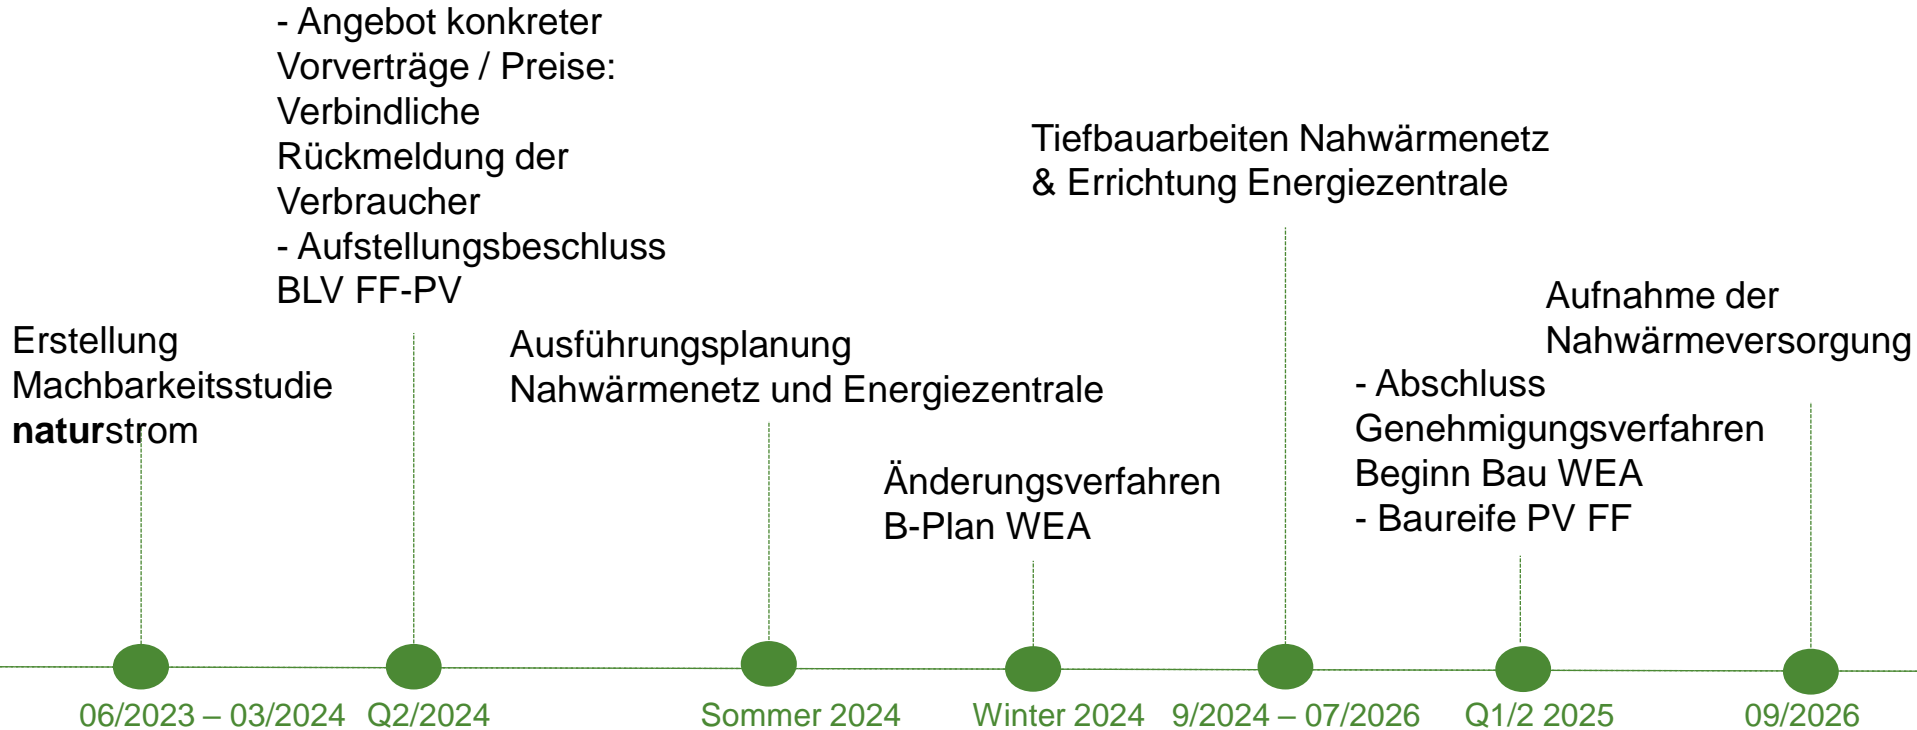 - Angebot konkreter
Vorverträge / Preise:
Verbindliche
Rückmeldung der
Verbraucher
- Aufstellungsbeschluss
BLV FF-PV
Tiefbauarbeiten Nahwärmenetz
& Errichtung Energiezentrale
Aufnahme der
Nahwärmeversorgung
Erstellung
Machbarkeitsstudie
naturstrom
Ausführungsplanung
Nahwärmenetz und Energiezentrale
- Abschluss
Genehmigungsverfahren
Beginn Bau WEA
- Baureife PV FF
Änderungsverfahren
B-Plan WEA
06/2023 – 03/2024
Q2/2024
Sommer 2024
Winter 2024
9/2024 – 07/2026
Q1/2 2025
09/2026